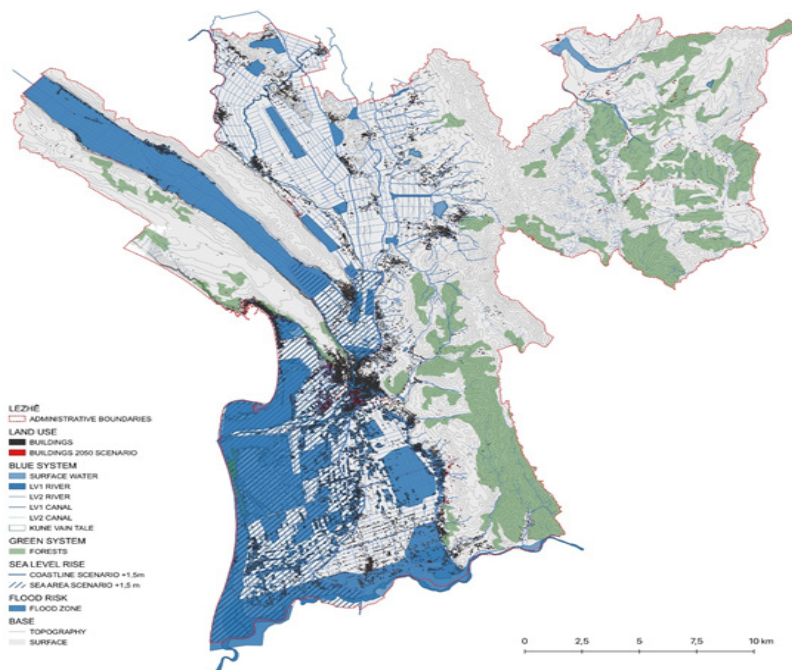 LEZHË
ADMINISTRATIVE BOUNDARIES
LAND USE
BUILDINGS
BUILDINGS 2050 SCENARIO
BLUE SYSTEM
SURFACE WATER
LV1 RIVER
LV2 RIVER
LV1 CANAL
LV2 CANAL
KUNE VAIN TALE
GREEN SYSTEM
FORESTS
SEA LEVEL RISE
COASTLINE SCENARIO +1,5m
SEA AREA SCENARIO +1,5 m
FLOOD RISK
FLOOD ZONE
BASE
TOPOGRAPHY
SURFACE
0 2,5 5 7,5 10 km